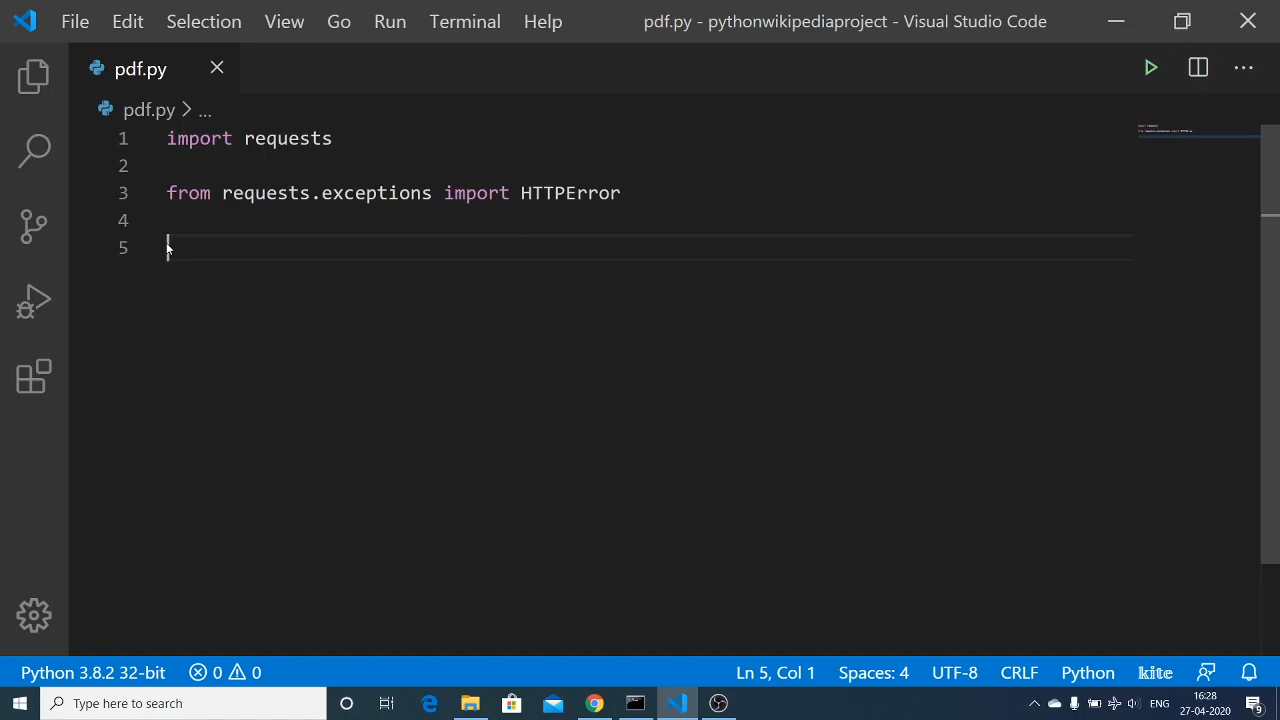 File Edit Selection View Go Run Terminal Help pdf.py - pythonwikipediaproject - Visual Studio Code
pdf.py
pdf.py > ...
1 import requests
2
3 from requests.exceptions import HTTPError
4
5
Python 3.8.2 32-bit 0 0 Ln 5, Col 1 Spaces: 4 UTF-8 CRLF Python kite
Type here to search ENG 16:28
27-04-2020 9